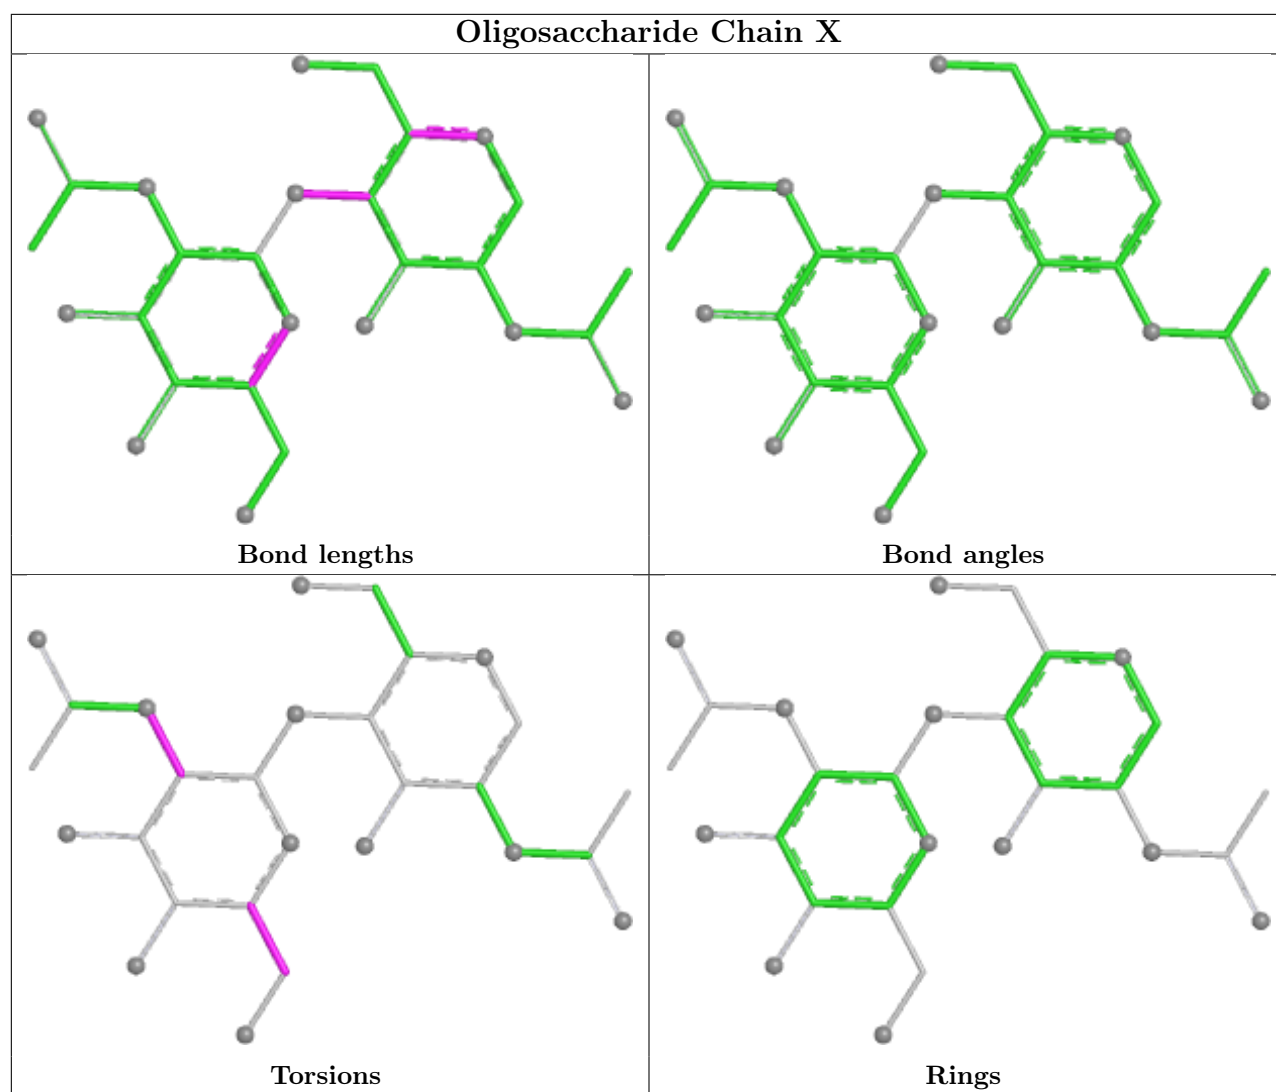 Oligosaccharide Chain X
Bond lengths
Bond angles
Torsions
Rings